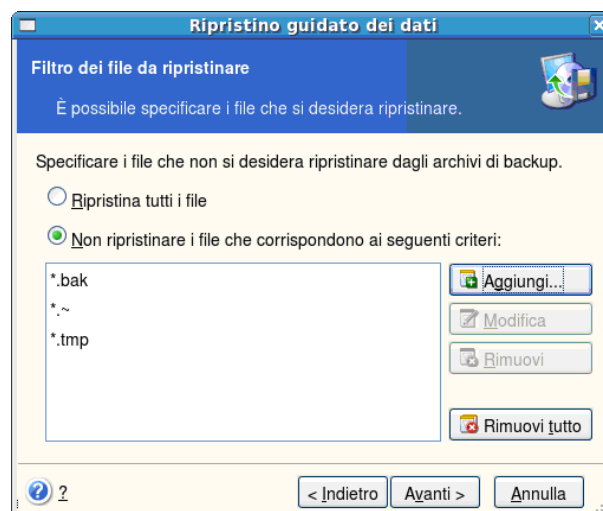 Ripristino guidato dei dati
Filtro dei file da ripristinare
È possibile specificare i file che si desidera ripristinare.
Specificare i file che non si desidera ripristinare dagli archivi di backup.
Ripristina tutti i file
Non ripristinare i file che corrispondono ai seguenti criteri:
*.bak
*.~
*.tmp
Aggiungi...
Modifica
Rimuovi
Rimuovi tutto
?
< Indietro
Avanti >
Annulla